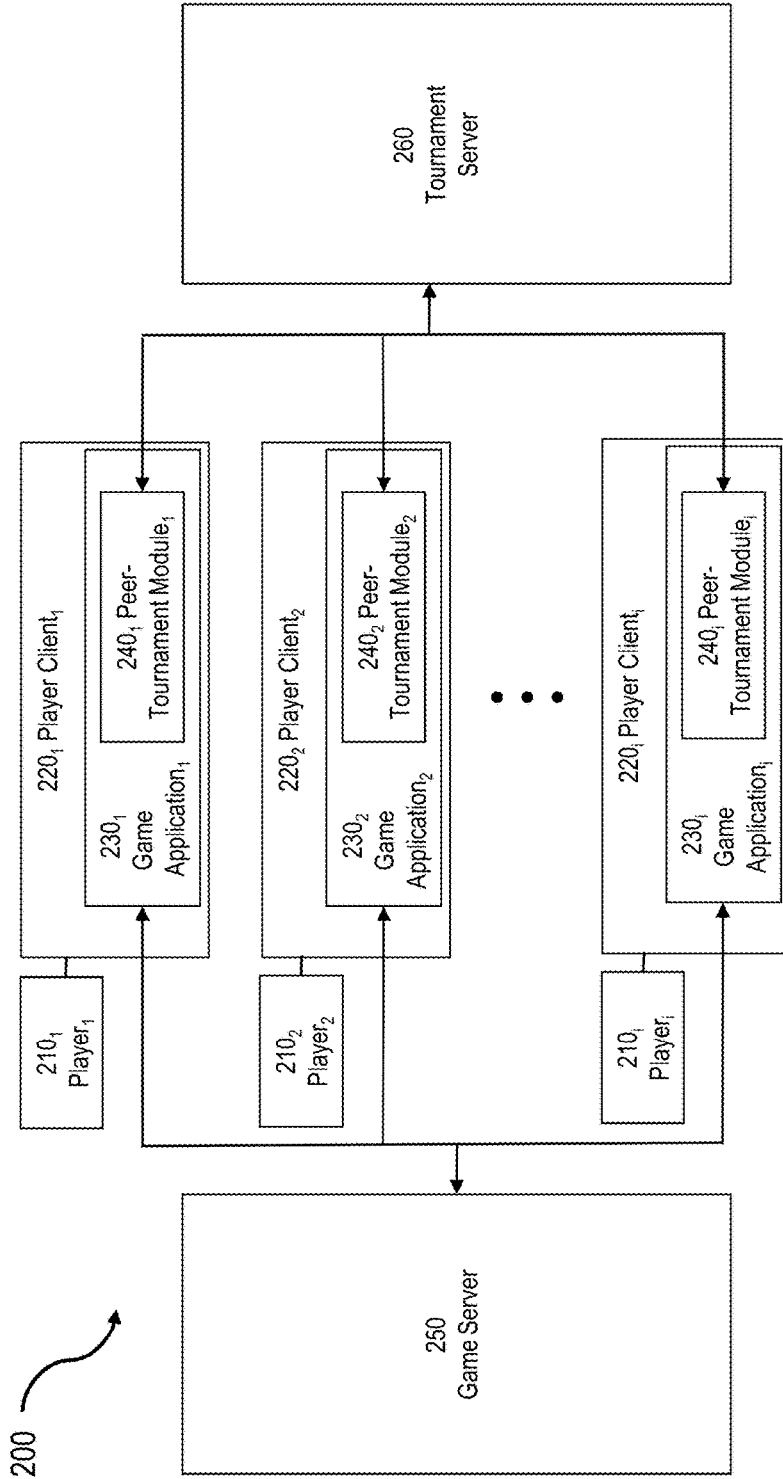 200
250
Game Server
210₁
Player₁
220₁ Player Client₁
230₁
Game
Application₁
240₁ Peer-
Tournament Module₁
210₂
Player₂
220₂ Player Client₂
230₂
Game
Application₂
240₂ Peer-
Tournament Module₂
210ᵢ
Playerᵢ
220ᵢ Player Clientᵢ
230ᵢ
Game
Applicationᵢ
240ᵢ Peer-
Tournament Moduleᵢ
260
Tournament
Server